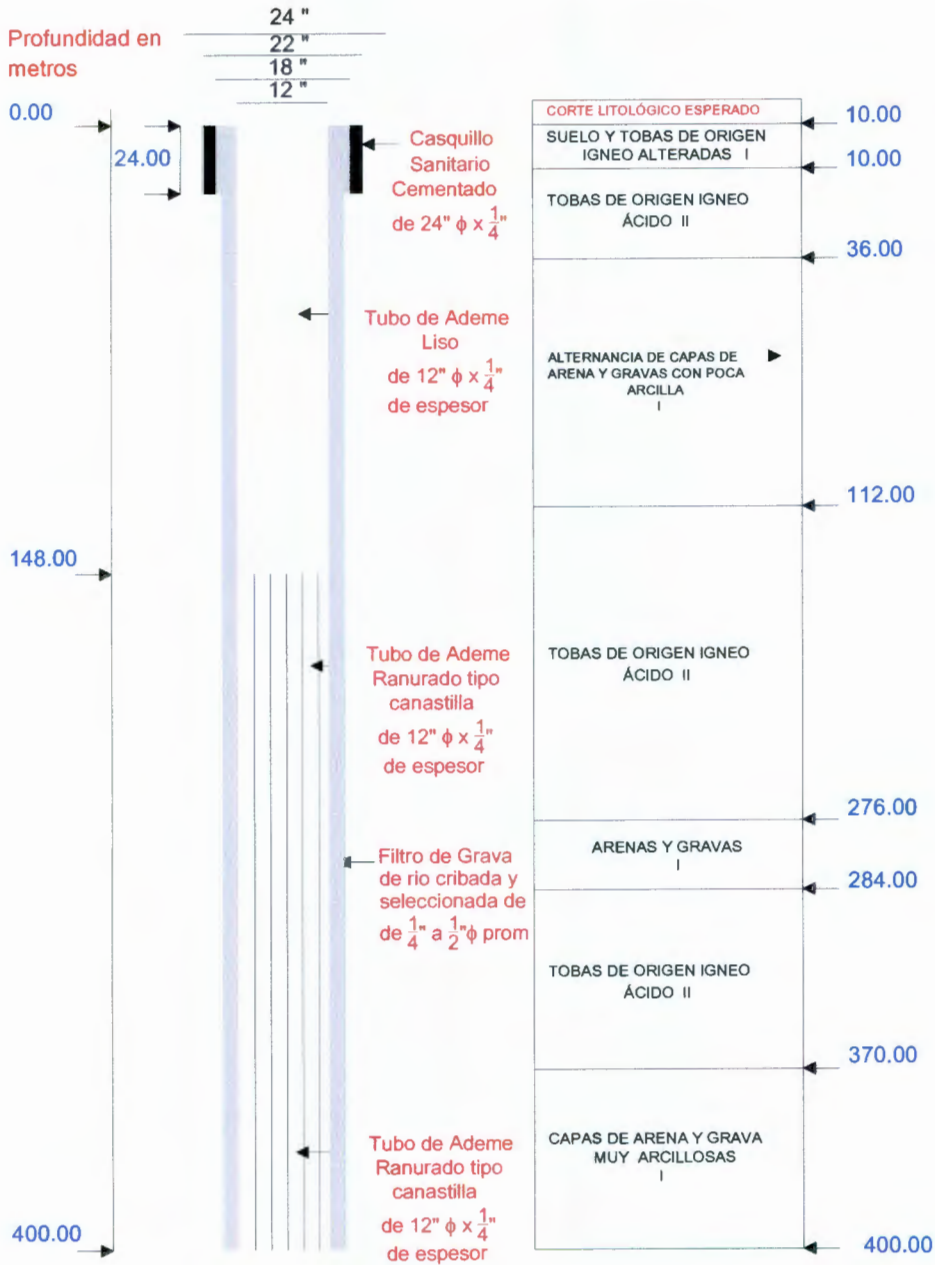 24 "
22 "
18 "
12 "
Profundidad en
metros
0.00
24.00
148.00
400.00
Casquillo
Sanitario
Cementado
de 24" ϕ x 1/4"
Tubo de Ademe
Liso
de 12" ϕ x 1/4"
de espesor
Tubo de Ademe
Ranurado tipo
canastilla
de 12" ϕ x 1/4"
de espesor
Filtro de Grava
de rio cribada y
seleccionada de
de 1/4" a 1/2"ϕ prom
Tubo de Ademe
Ranurado tipo
canastilla
de 12" ϕ x 1/4"
de espesor
CORTE LITOLÓGICO ESPERADO
10.00
SUELO Y TOBAS DE ORIGEN
IGNEO ALTERADAS I
10.00
TOBAS DE ORIGEN IGNEO
ÁCIDO II
36.00
ALTERNANCIA DE CAPAS DE
ARENA Y GRAVAS CON POCA
ARCILLA
I
112.00
TOBAS DE ORIGEN IGNEO
ÁCIDO II
276.00
ARENAS Y GRAVAS
I
284.00
TOBAS DE ORIGEN IGNEO
ÁCIDO II
370.00
CAPAS DE ARENA Y GRAVA
MUY ARCILLOSAS
I
400.00